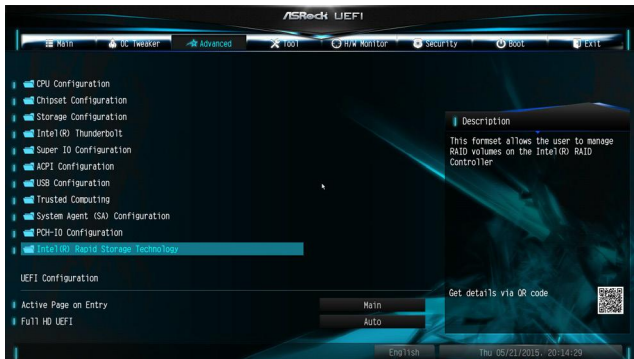 ASRock UEFI
Main OC Tweaker Advanced Tool H/W Monitor Security Boot Exit
CPU Configuration
Chipset Configuration
Storage Configuration
Intel(R) Thunderbolt
Super IO Configuration
ACPI Configuration
USB Configuration
Trusted Computing
System Agent (SA) Configuration
PCH-IO Configuration
Intel(R) Rapid Storage Technology
UEFI Configuration
Active Page on Entry Main
Full HD UEFI Auto
Description
This formset allows the user to manage
RAID volumes on the Intel(R) RAID
Controller
Get details via QR code
English Thu 05/21/2015. 20:14:29